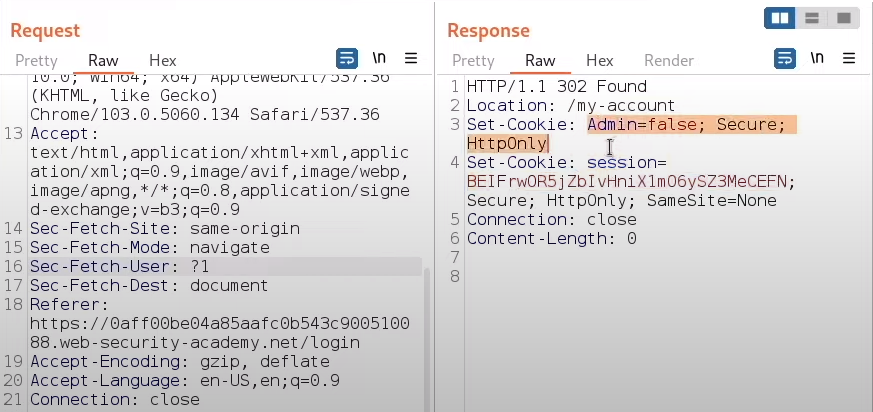 Request
Pretty Raw Hex \n
10.0; Win64; x64) AppleWebKit/537.36
(KHTML, like Gecko)
Chrome/103.0.5060.134 Safari/537.36
13 Accept:
text/html,application/xhtml+xml,applic
ation/xml;q=0.9,image/avif,image/webp,
image/apng,*/*;q=0.8,application/signe
d-exchange;v=b3;q=0.9
14 Sec-Fetch-Site: same-origin
15 Sec-Fetch-Mode: navigate
16 Sec-Fetch-User: ?1
17 Sec-Fetch-Dest: document
18 Referer:
https://0aff00be04a85aafc0b543c9005100
88.web-security-academy.net/login
19 Accept-Encoding: gzip, deflate
20 Accept-Language: en-US,en;q=0.9
21 Connection: close
Response
Pretty Raw Hex Render \n
1 HTTP/1.1 302 Found
2 Location: /my-account
3 Set-Cookie: Admin=false; Secure;
HttpOnly
4 Set-Cookie: session=
BEIFrwOR5jZbIvHniX1mO6ySZ3MeCEFN;
Secure; HttpOnly; SameSite=None
5 Connection: close
6 Content-Length: 0
7
8